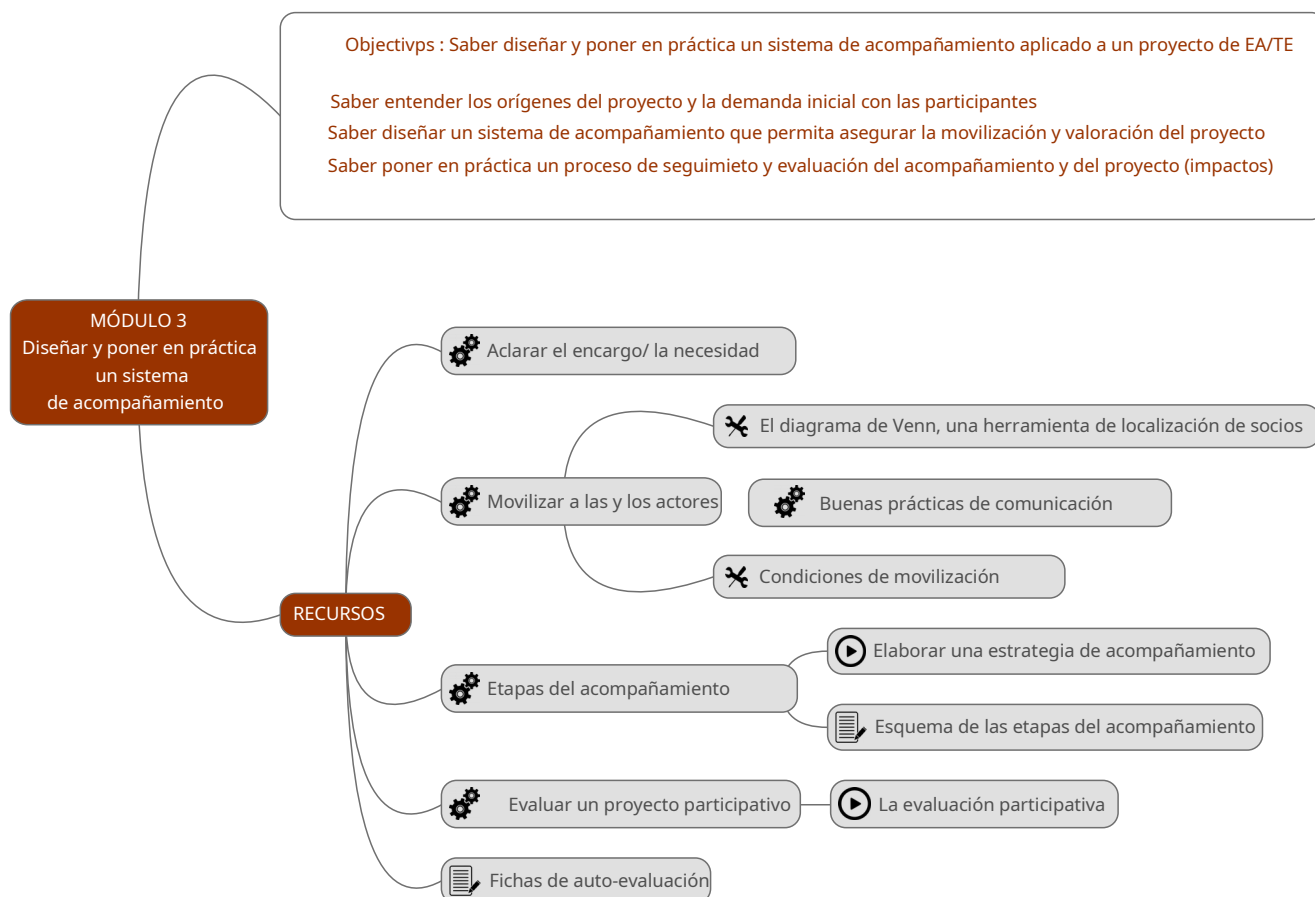 Objectivps : Saber diseñar y poner en práctica un sistema de acompañamiento aplicado a un proyecto de EA/TE
Saber entender los orígenes del proyecto y la demanda inicial con las participantes
Saber diseñar un sistema de acompañamiento que permita asegurar la movilización y valoración del proyecto
Saber poner en práctica un proceso de seguimieto y evaluación del acompañamiento y del proyecto (impactos)
MÓDULO 3
Diseñar y poner en práctica
un sistema
de acompañamiento
RECURSOS
Aclarar el encargo/ la necesidad
Movilizar a las y los actores
El diagrama de Venn, una herramienta de localización de socios
Buenas prácticas de comunicación
Condiciones de movilización
Etapas del acompañamiento
Elaborar una estrategia de acompañamiento
Esquema de las etapas del acompañamiento
Evaluar un proyecto participativo
La evaluación participativa
Fichas de auto-evaluación